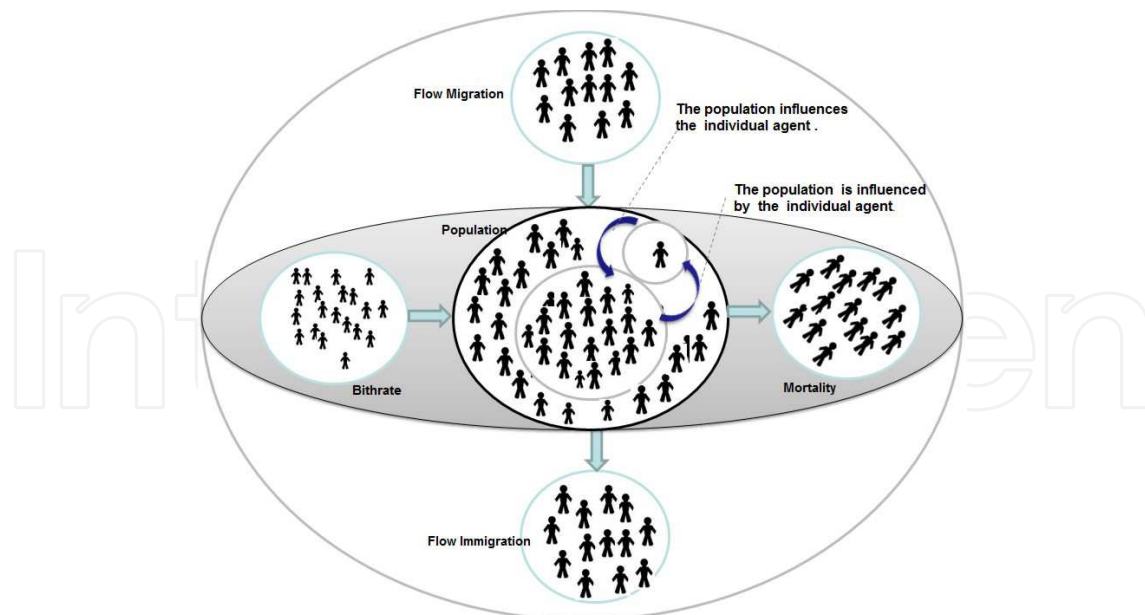 Flow Migration
The population influences
the individual agent .
The population is influenced
by the individual agent.
Population
Bithrate
Mortality
Flow Immigration